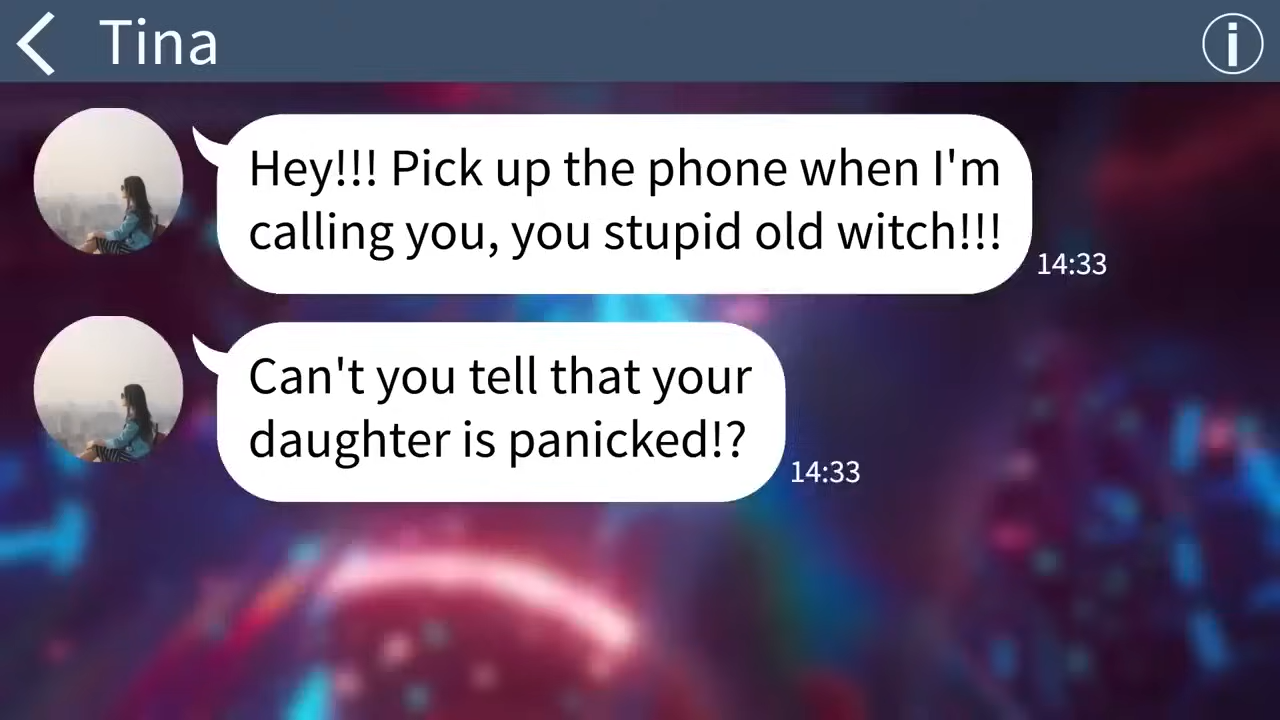 Tina
Hey!!! Pick up the phone when I'm
calling you, you stupid old witch!!!
14:33
Can't you tell that your
daughter is panicked!?
14:33